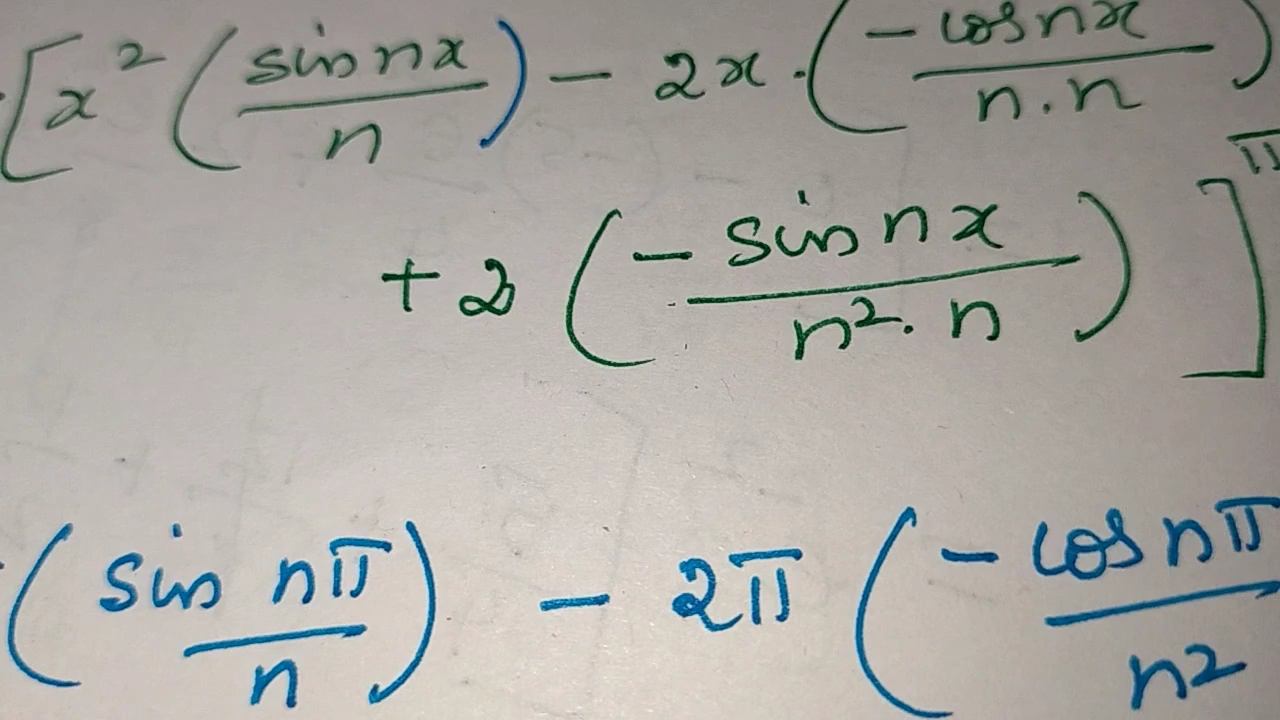 [x² (sin nx / n) - 2x · (-cos nx / n.n)
+ 2 (-sin nx / n². n) ]π
(sin nπ / n) - 2π (-cos nπ / n²